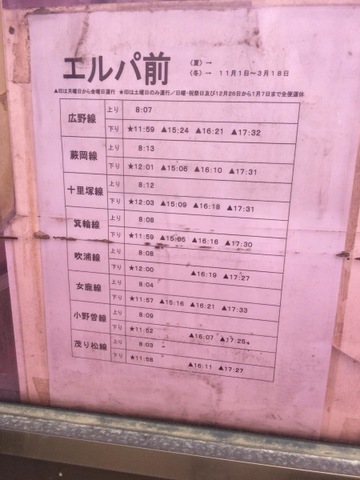 エルパ前
(夏) →
(冬) → 11月1日～3月18日
▲印は月曜日から金曜日運行 ★印は土曜日のみ運行／日曜・祝祭日及び12月26日から1月7日まで全便運休
広野線 上り 8:07
下り ★11:59 ▲15:24 ▲16:21 ▲17:32
蕨岡線 上り 8:13
下り ★12:01 ▲15:06 ▲16:10 ▲17:31
十里塚線 上り 8:12
下り ★12:03 ▲15:09 ▲16:18 ▲17:31
箕輪線 上り 8:08
下り ★11:59 ▲15:05 ▲16:16 ▲17:30
吹浦線 上り 8:08
下り ★12:00 ▲16:19 ▲17:27
女鹿線 上り 8:04
下り ★11:57 ▲15:16 ▲16:21 ▲17:33
小野曽線 上り 8:09
下り ★11:52 ▲16:07 ▲17:25
茂り松線 上り 8:03
下り ★11:58 ▲16:11 ▲17:27